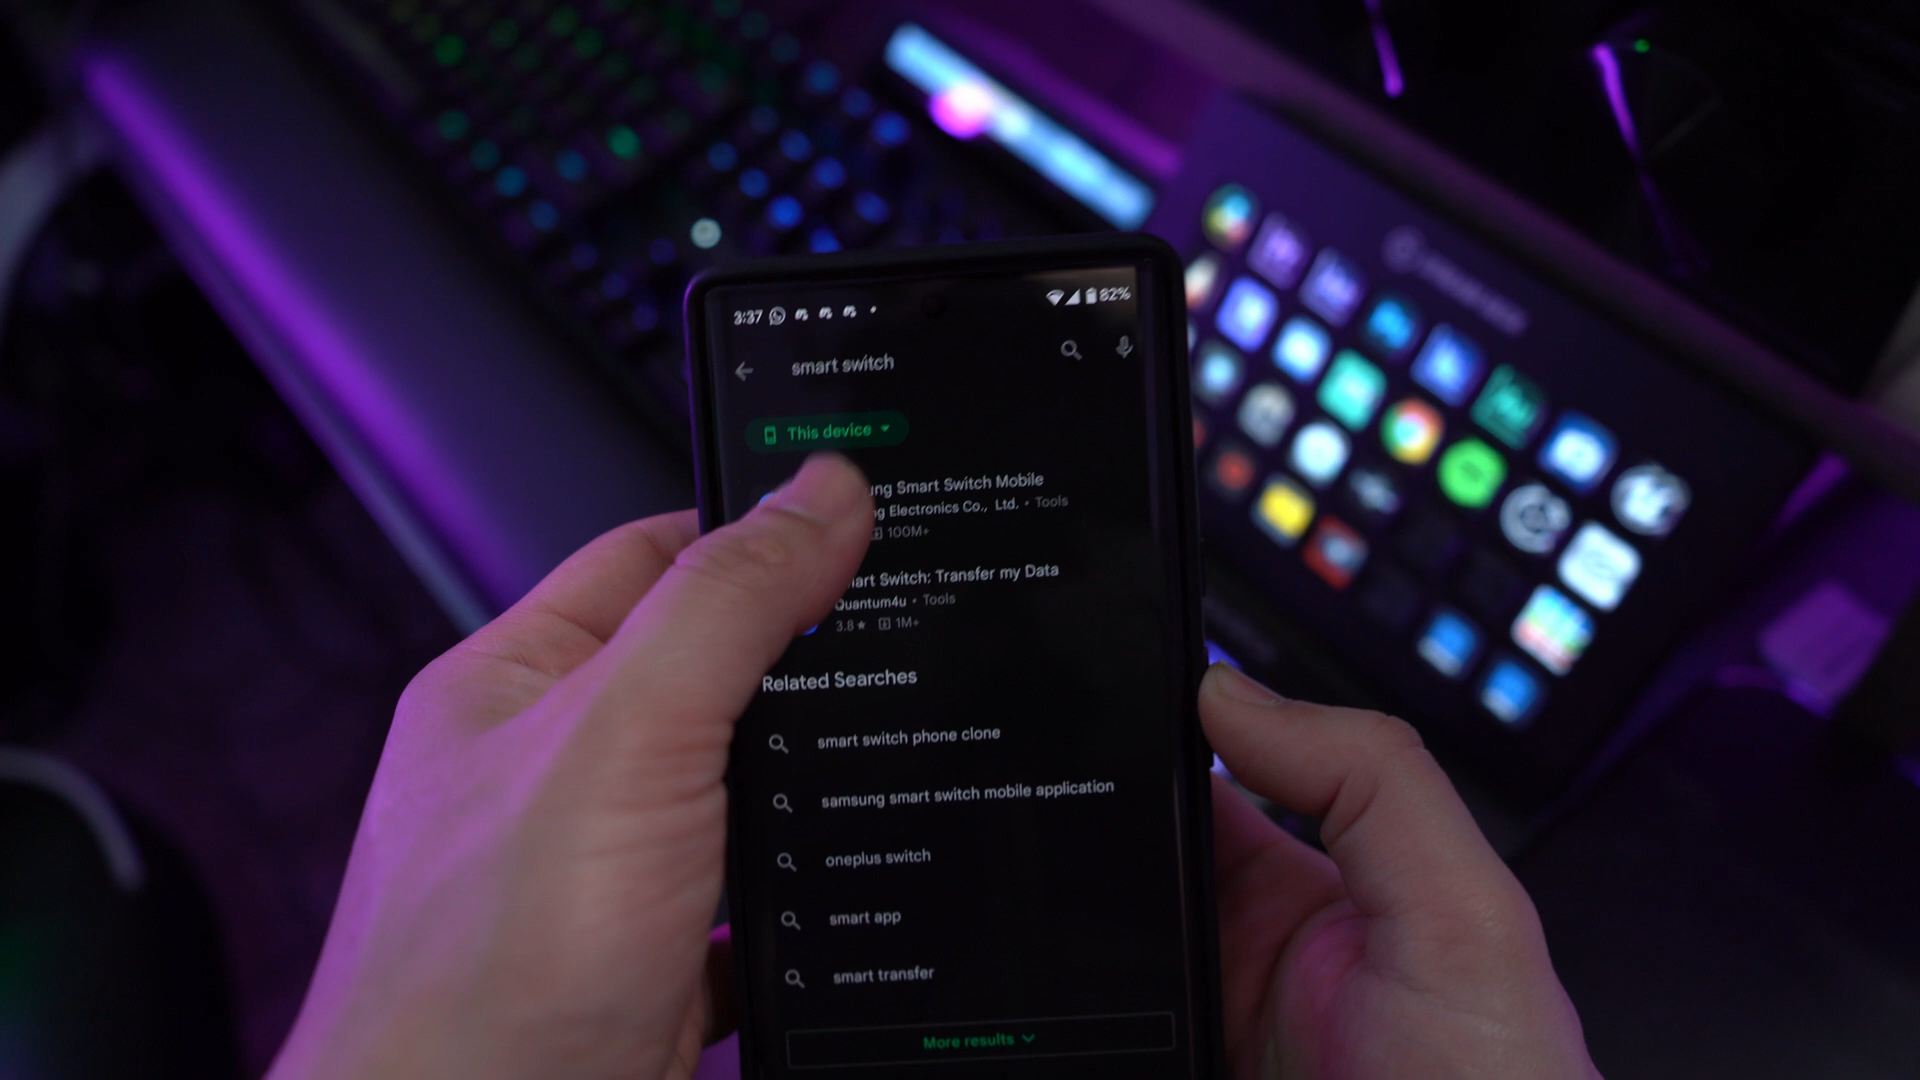 3:37 82%
smart switch
This device
ung Smart Switch Mobile
ng Electronics Co., Ltd. • Tools
100M+
art Switch: Transfer my Data
Quantum4u • Tools
3.8★ 1M+
Related Searches
smart switch phone clone
samsung smart switch mobile application
oneplus switch
smart app
smart transfer
More results